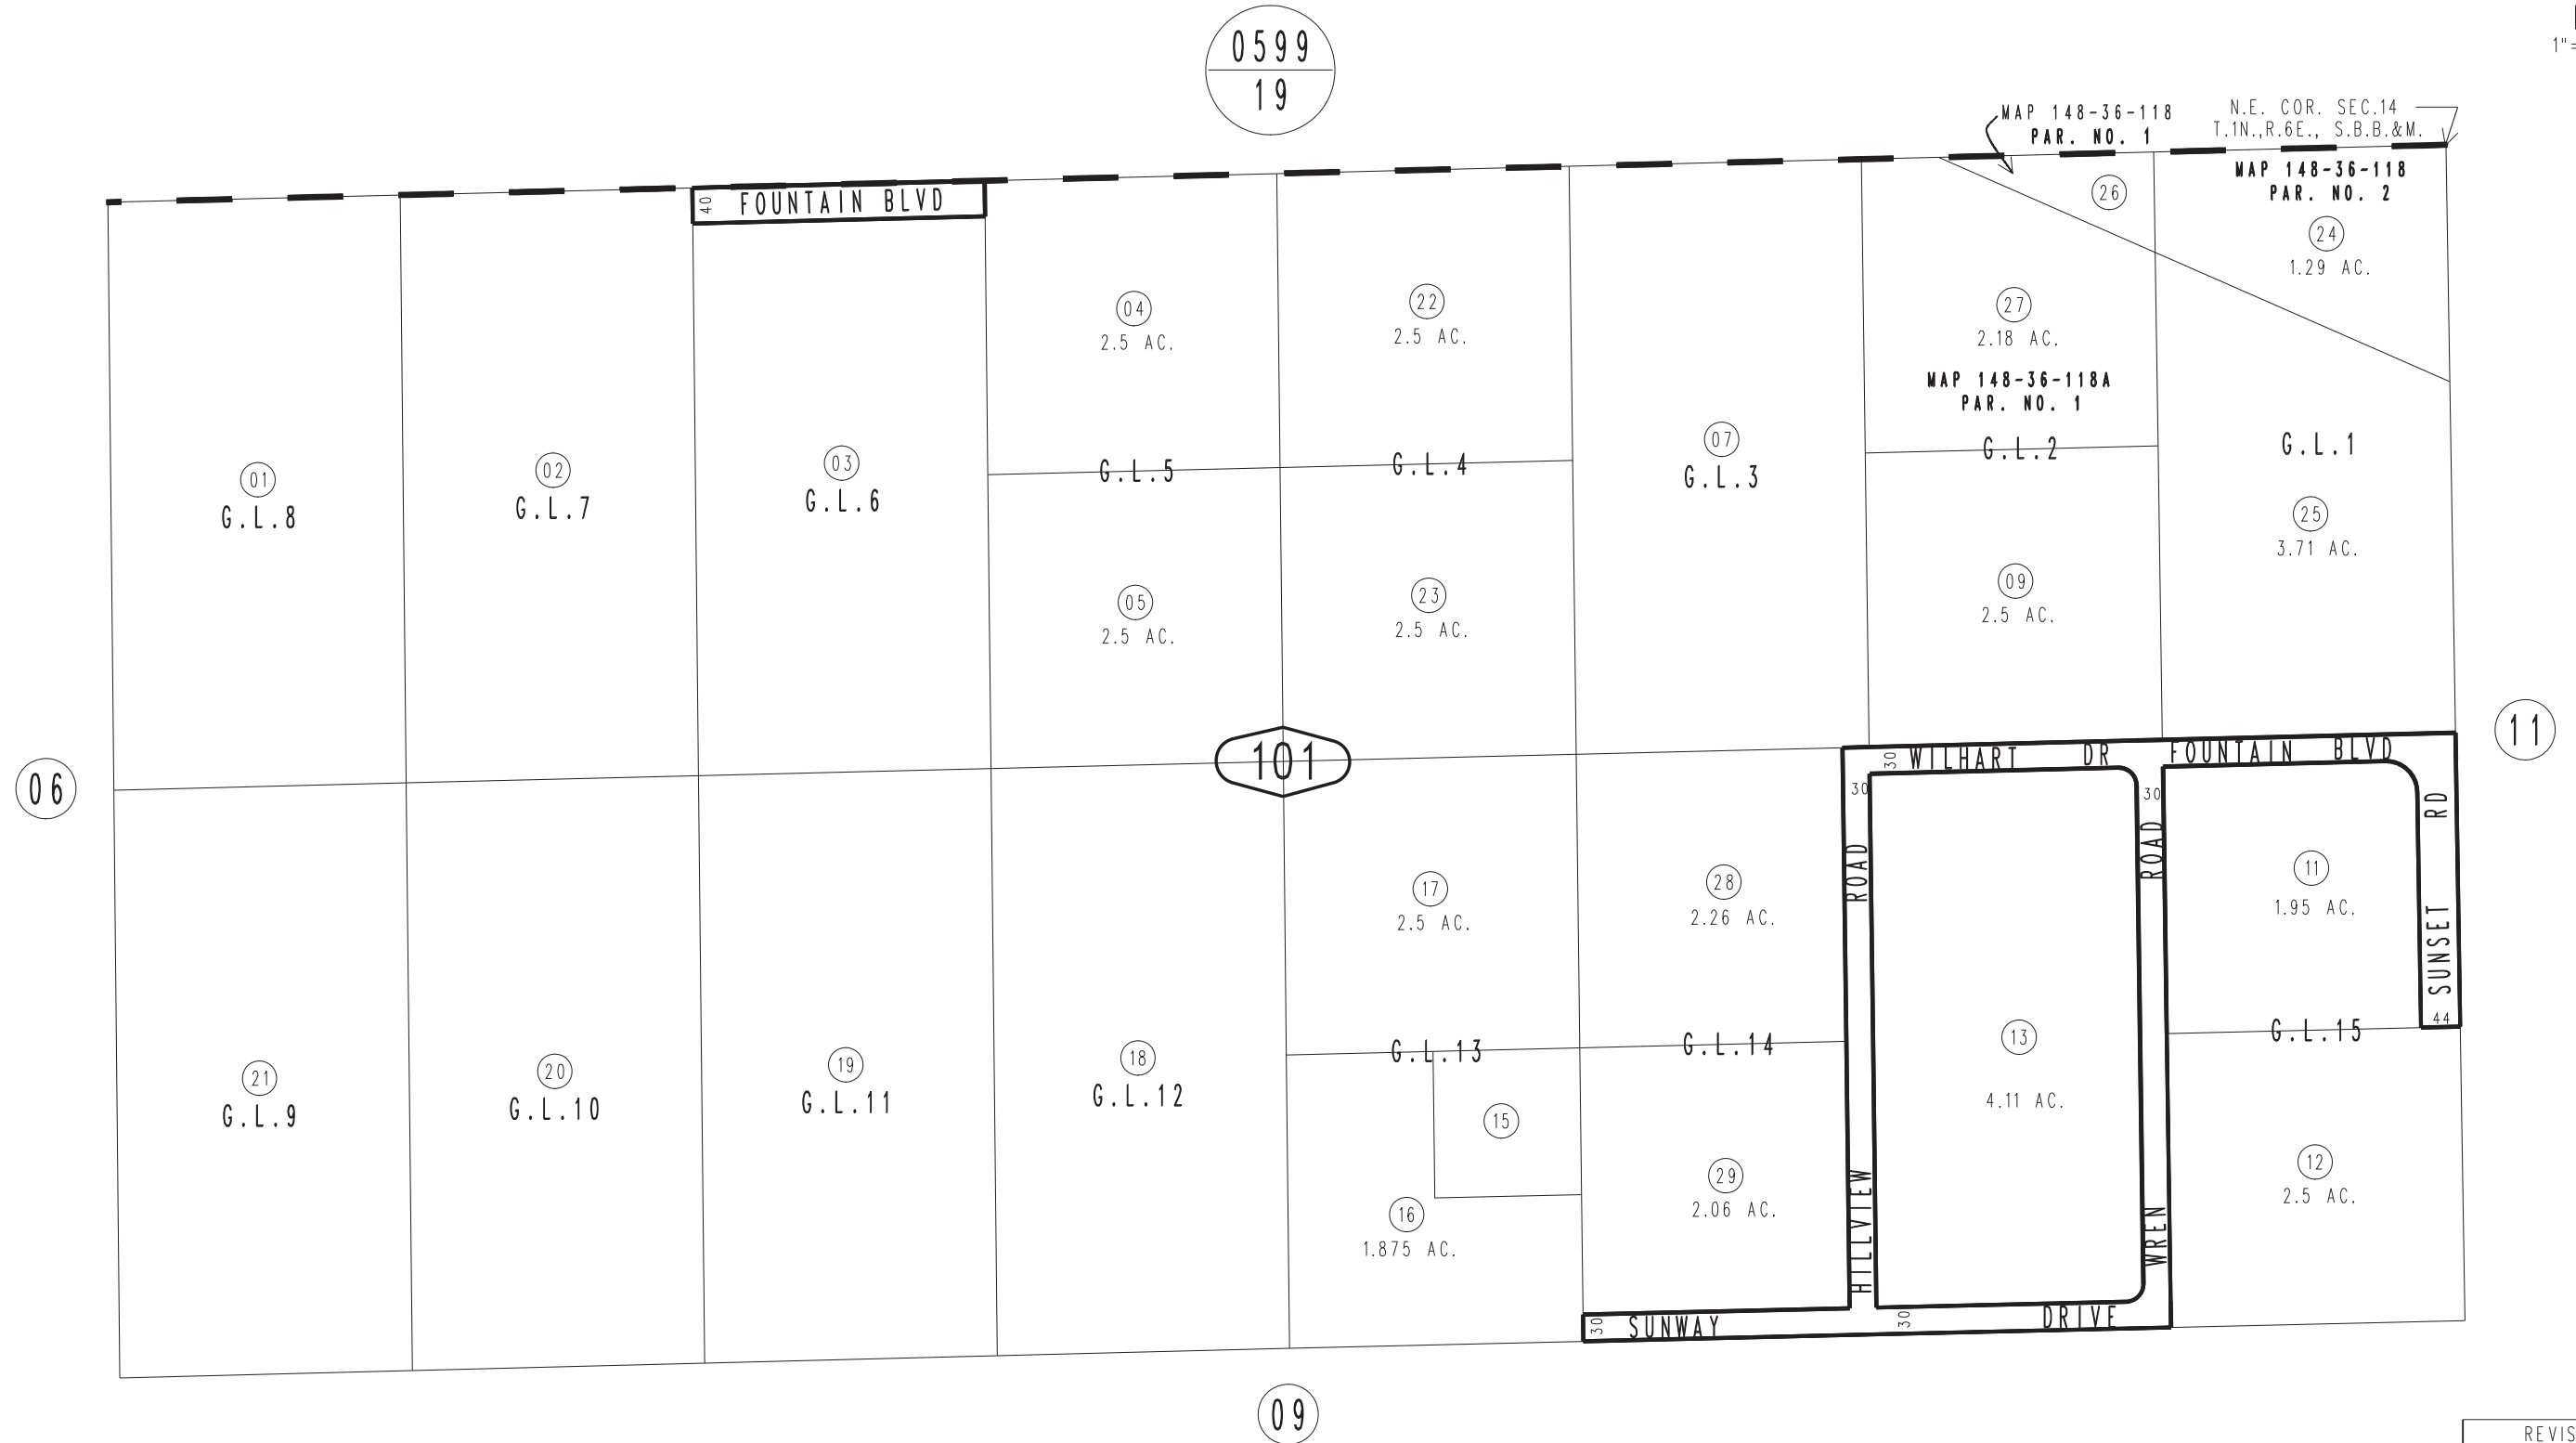 0599
19
1"=
MAP 148-36-118
PAR. NO. 1
N.E. COR. SEC.14
T.1N.,R.6E., S.B.B.&M.
MAP 148-36-118
PAR. NO. 2
40 FOUNTAIN BLVD
26
24
1.29 AC.
04
2.5 AC.
22
2.5 AC.
27
2.18 AC.
MAP 148-36-118A
PAR. NO. 1
01
G.L.8
02
G.L.7
03
G.L.6
G.L.5
G.L.4
07
G.L.3
G.L.2
G.L.1
25
3.71 AC.
05
2.5 AC.
23
2.5 AC.
09
2.5 AC.
06
101
11
30 WILHART DR
FOUNTAIN BLVD
30
30
HILLVIEW ROAD
WREN ROAD
SUNSET RD
44
17
2.5 AC.
28
2.26 AC.
11
1.95 AC.
21
G.L.9
20
G.L.10
19
G.L.11
18
G.L.12
G.L.13
G.L.14
13
4.11 AC.
G.L.15
15
16
1.875 AC.
29
2.06 AC.
12
2.5 AC.
30 SUNWAY 30 DRIVE
09
REVIS